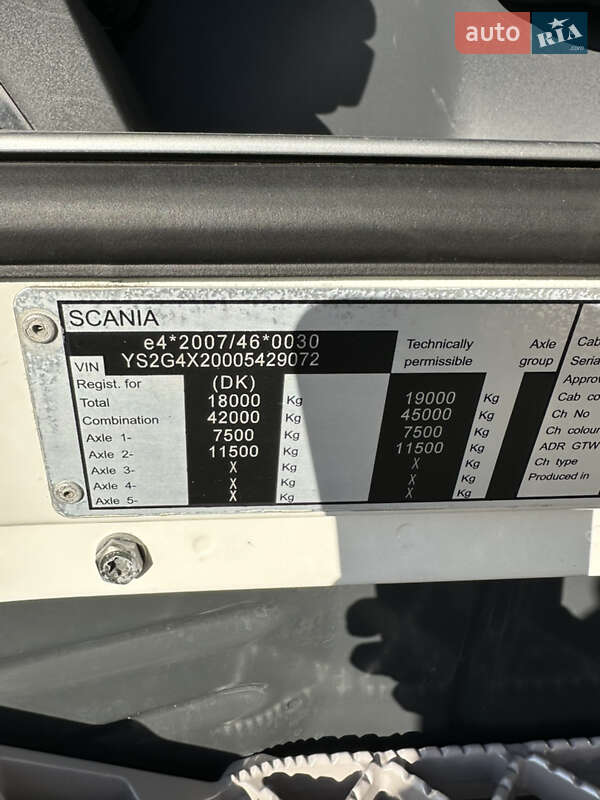 auto RIA .com
SCANIA
e4*2007/46*0030
VIN YS2G4X20005429072
Technically permissible
Axle group
Regist. for (DK)
Total 18000 Kg 19000 Kg
Combination 42000 Kg 45000 Kg
Axle 1- 7500 Kg 7500 Kg
Axle 2- 11500 Kg 11500 Kg
Axle 3- X Kg X Kg
Axle 4- X Kg X Kg
Axle 5- X Kg X Kg
Cab
Seri
Approv
Cab co
Ch No
Ch colour
ADR GTW
Ch type
Produced in